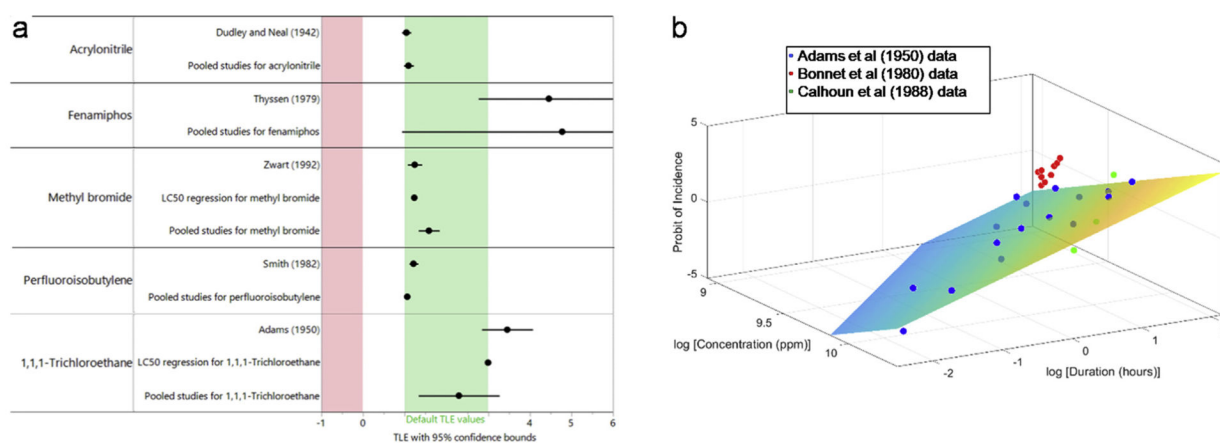 a
Acrylonitrile
Dudley and Neal (1942)
Pooled studies for acrylonitrile
Fenamiphos
Thyssen (1979)
Pooled studies for fenamiphos
Methyl bromide
Zwart (1992)
LC50 regression for methyl bromide
Pooled studies for methyl bromide
Perfluoroisobutylene
Smith (1982)
Pooled studies for perfluoroisobutylene
1,1,1-Trichloroethane
Adams (1950)
LC50 regression for 1,1,1-Trichloroethane
Pooled studies for 1,1,1-Trichloroethane
Default TLE values
-1 0 4 5 6
TLE with 95% confidence bounds
b
Adams et al (1950) data
Bonnet et al (1980) data
Calhoun et al (1988) data
Probit of Incidence
5
0
-5
9
9.5
10
log [Concentration (ppm)]
-2
-1
0
1
log [Duration (hours)]